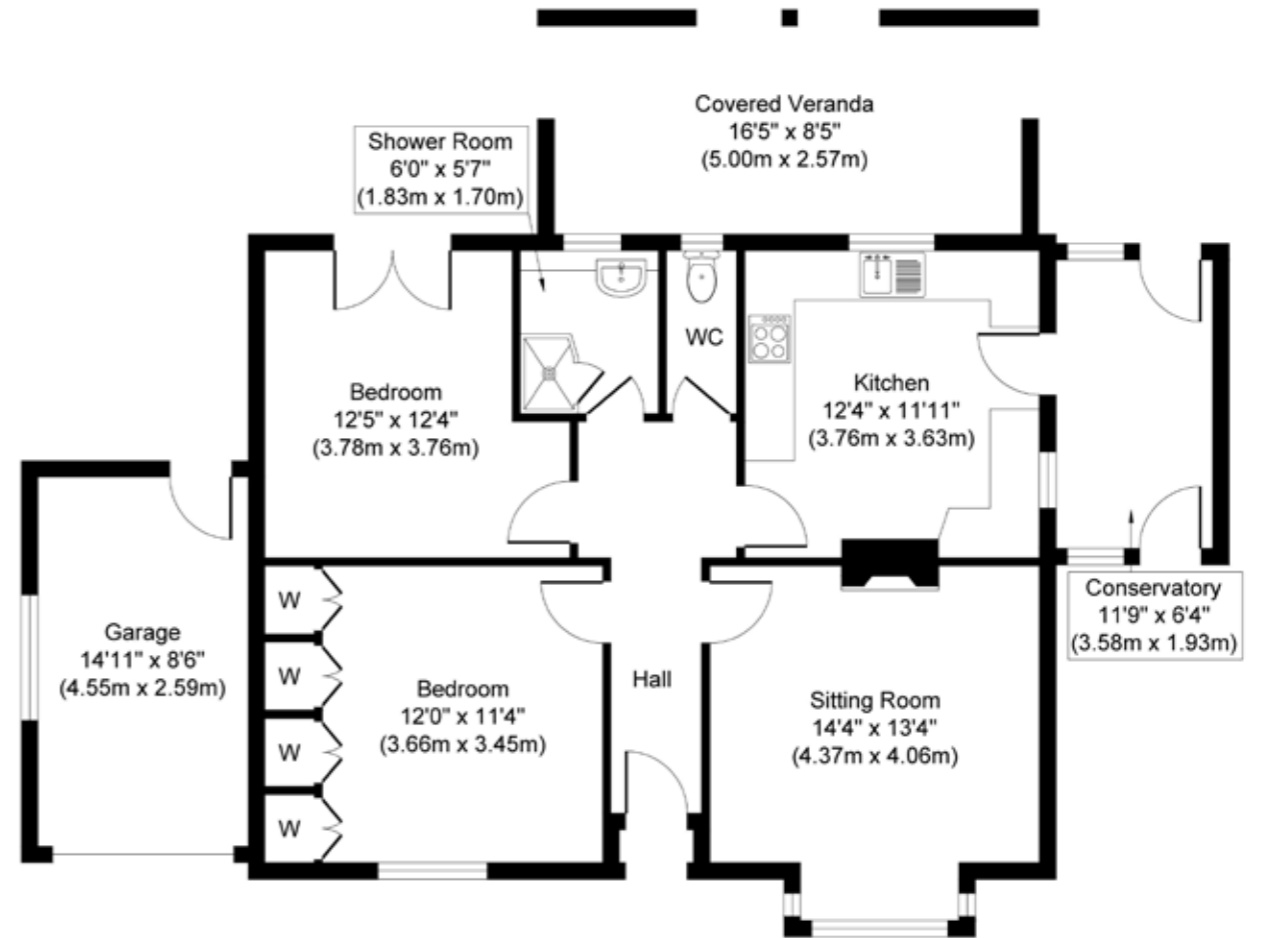 Covered Veranda
16'5" x 8'5"
(5.00m x 2.57m)
Shower Room
6'0" x 5'7"
(1.83m x 1.70m)
WC
Bedroom
12'5" x 12'4"
(3.78m x 3.76m)
Kitchen
12'4" x 11'11"
(3.76m x 3.63m)
Conservatory
11'9" x 6'4"
(3.58m x 1.93m)
Garage
14'11" x 8'6"
(4.55m x 2.59m)
W
W
W
W
Bedroom
12'0" x 11'4"
(3.66m x 3.45m)
Hall
Sitting Room
14'4" x 13'4"
(4.37m x 4.06m)